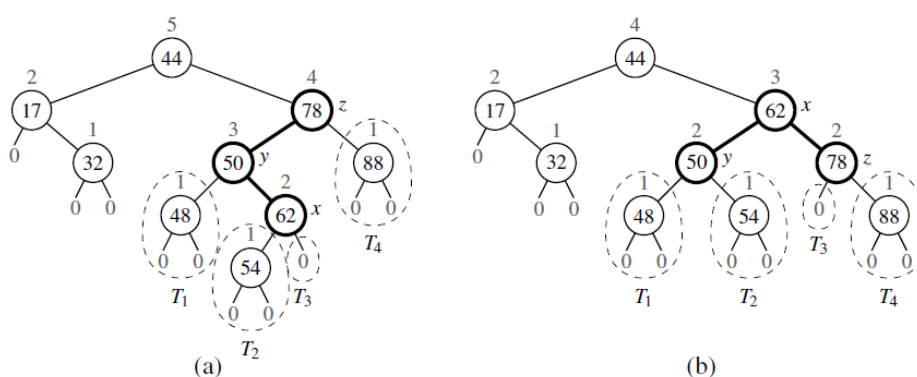 5 4
44 44
2 4 2 3
17 78 z 17 62 x
0 1 3 1 0 1 2 2
32 50 y 88 32 50 y 78 z
0 0 1 2 0 0 0 0 1 1 0 1
48 62 x T4 48 54 T3 88
0 0 1 0 0 0 0 0 0 0
54 T1 T3 T1 T2 T4
0 0
T2
(a) (b)